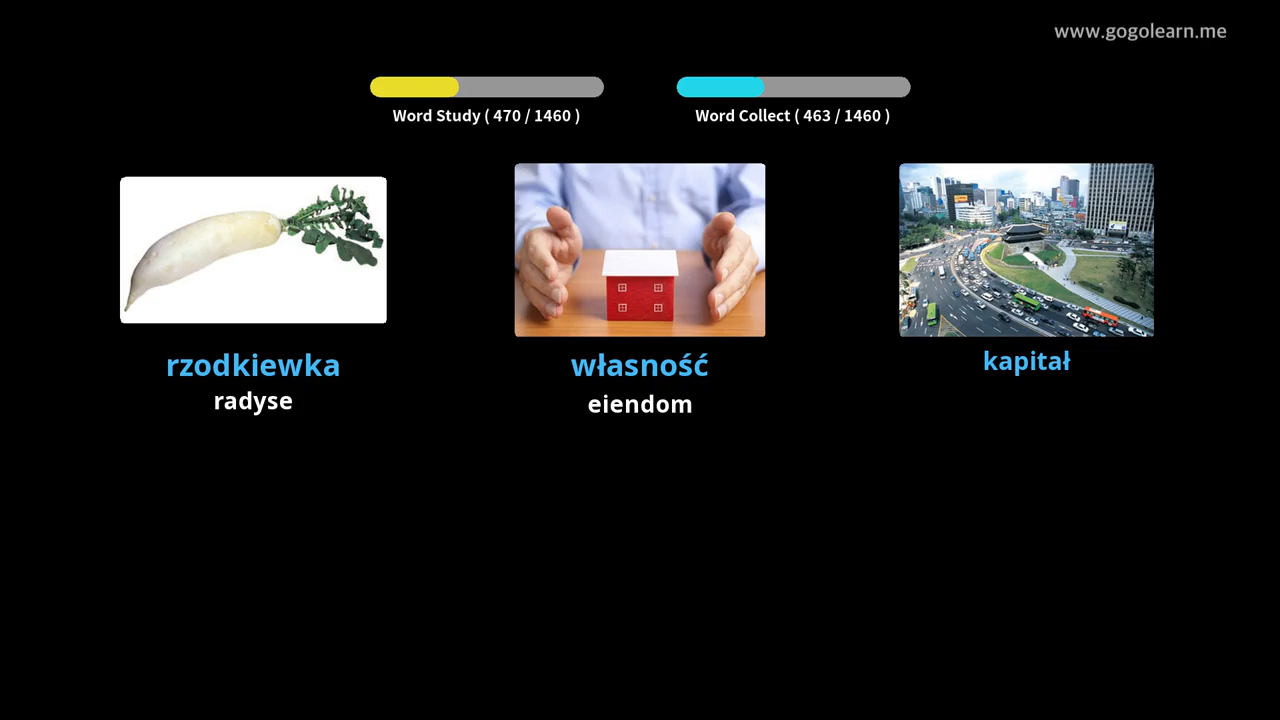 www.gogolearn.me
Word Study ( 470 / 1460 )
Word Collect ( 463 / 1460 )
rzodkiewka
radyse
własność
eiendom
kapitał